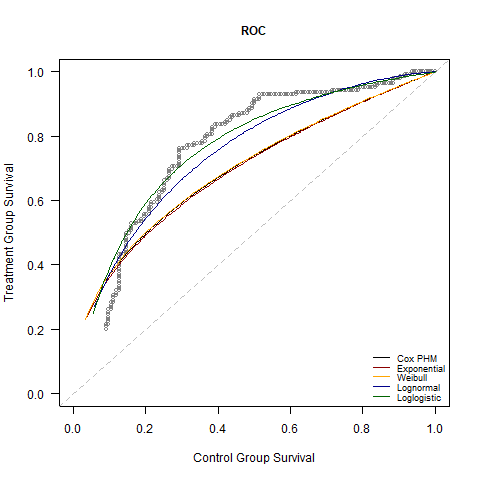 ROC
Treatment Group Survival
1.0
0.8
0.6
0.4
0.2
0.0
Cox PHM
Exponential
Weibull
Lognormal
Loglogistic
0.0 0.2 0.4 0.6 0.8 1.0
Control Group Survival